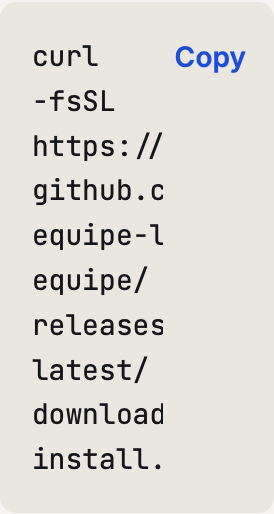 curl
Copy
-fsSL
https://
github.c
equipe-l
equipe/
releases
latest/
download
install.